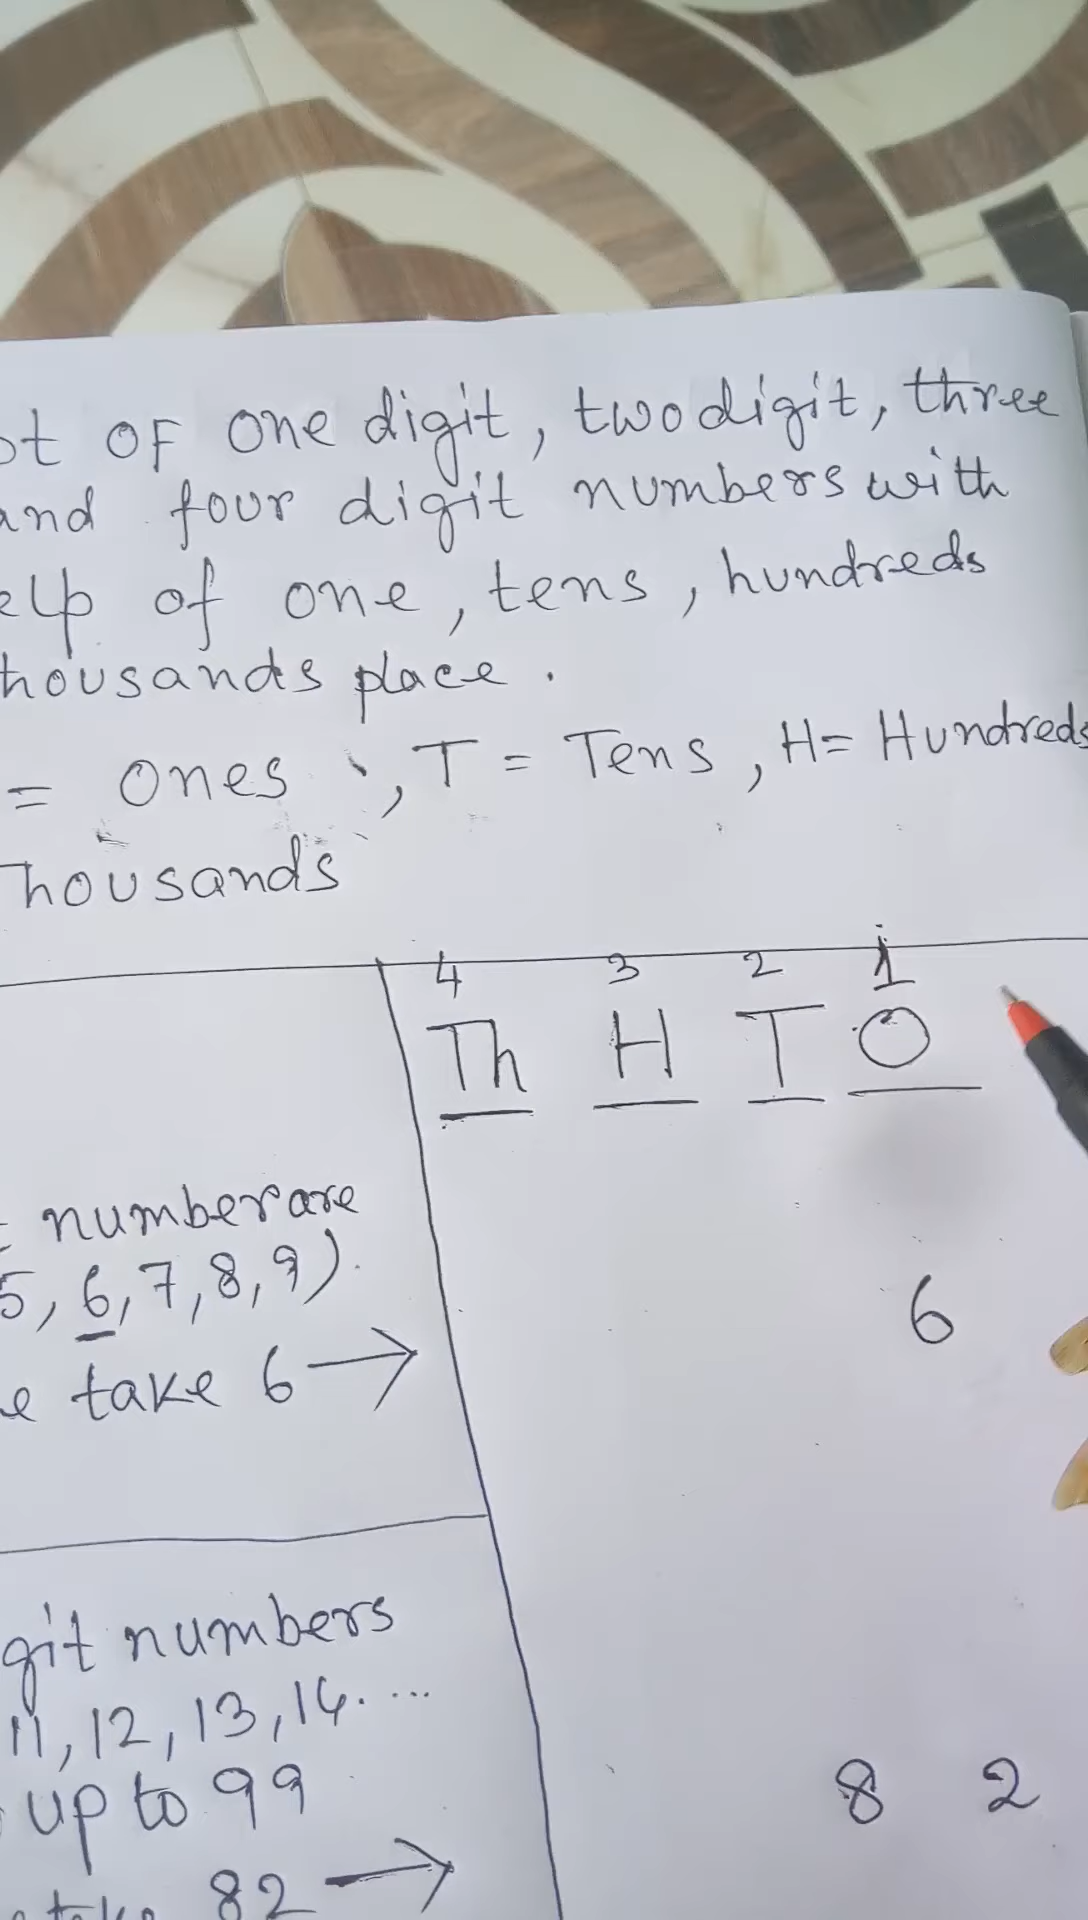 of one digit, two digit, three
and four digit numbers with
of one, tens, hundreds
thousands place.
= ones, T = Tens, H = Hundreds
Thousands
4 3 2 1
Th H T O
number are
5, 6, 7, 8, 9).
6
take 6 →
git numbers
11, 12, 13, 14....
up to 99
8 2
82 →